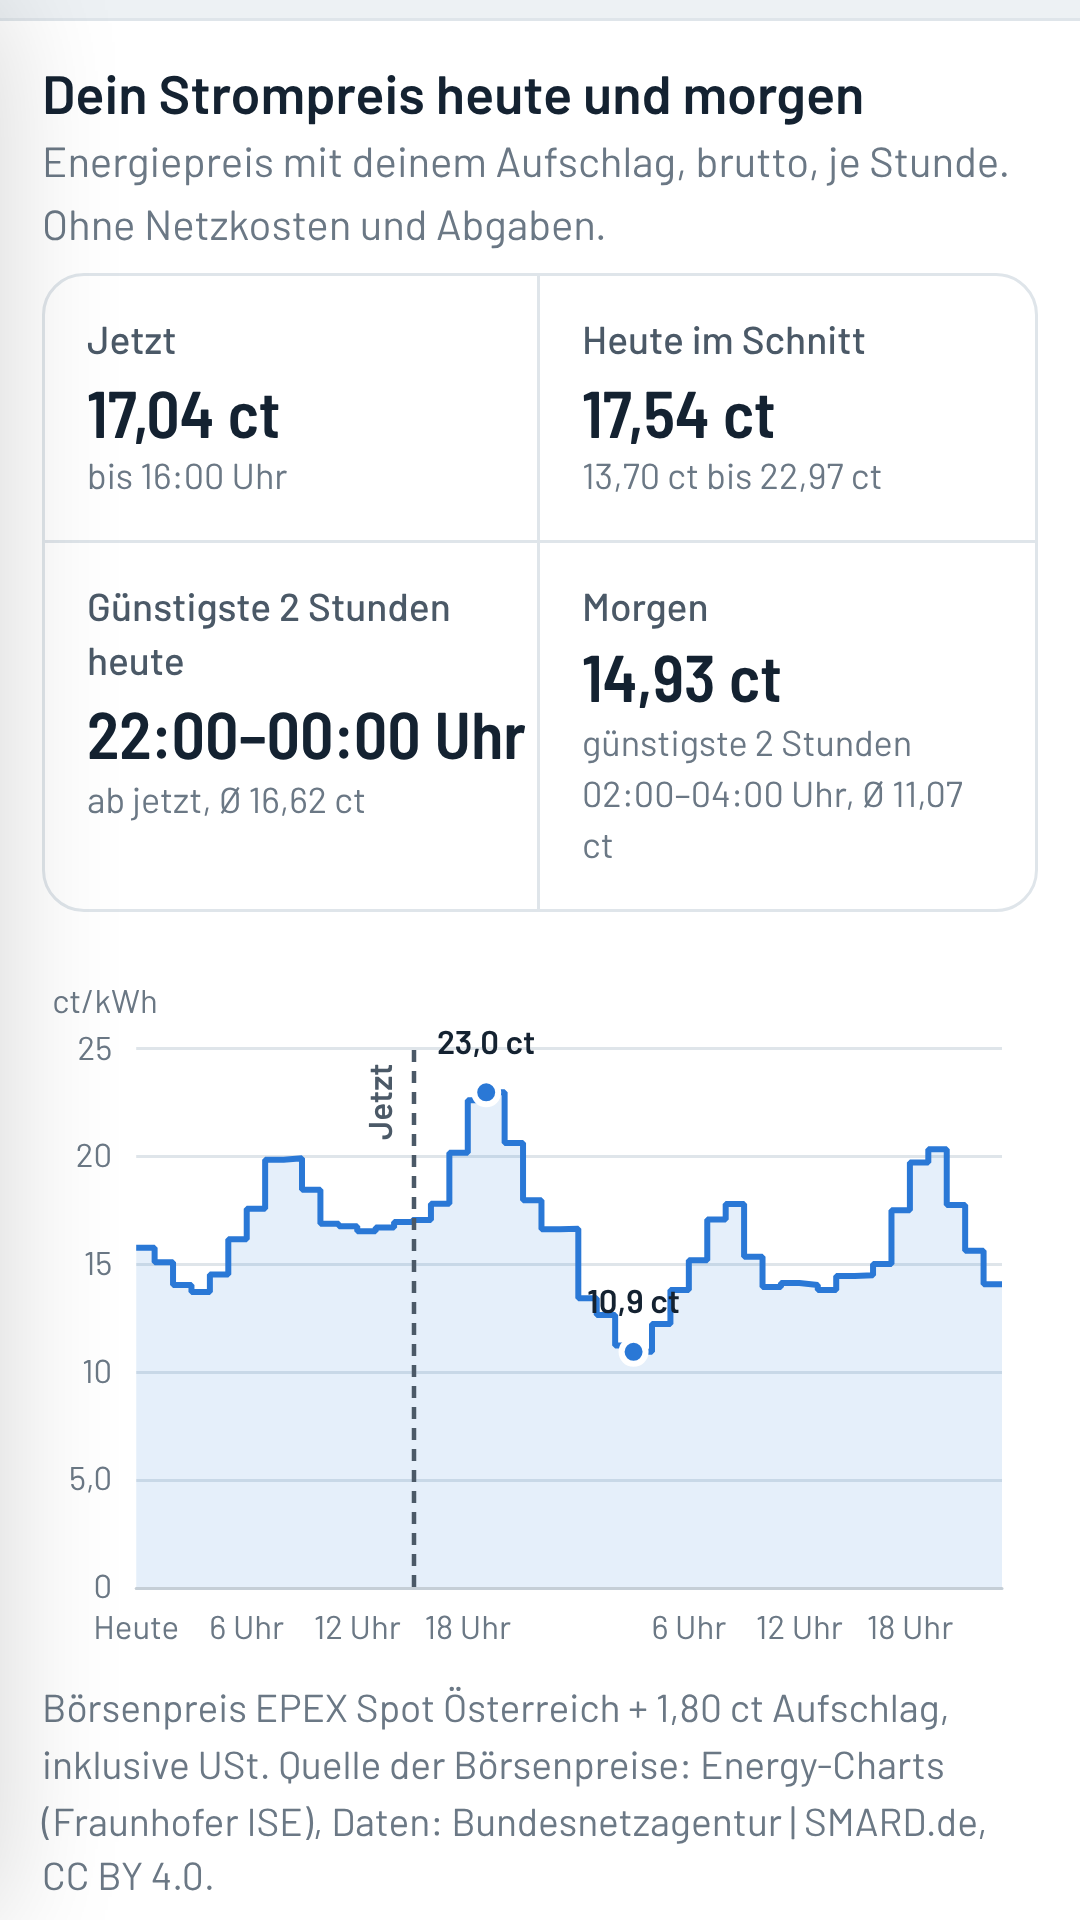 Dein Strompreis heute und morgen
Energiepreis mit deinem Aufschlag, brutto, je Stunde.
Ohne Netzkosten und Abgaben.
Jetzt
17,04 ct
bis 16:00 Uhr
Heute im Schnitt
17,54 ct
13,70 ct bis 22,97 ct
Günstigste 2 Stunden
heute
22:00–00:00 Uhr
ab jetzt, Ø 16,62 ct
Morgen
14,93 ct
günstigste 2 Stunden
02:00–04:00 Uhr, Ø 11,07
ct
ct/kWh
25
20
15
10
5,0
0
Jetzt
23,0 ct
10,9 ct
Heute 6 Uhr 12 Uhr 18 Uhr 6 Uhr 12 Uhr 18 Uhr
Börsenpreis EPEX Spot Österreich + 1,80 ct Aufschlag,
inklusive USt. Quelle der Börsenpreise: Energy-Charts
(Fraunhofer ISE), Daten: Bundesnetzagentur | SMARD.de,
CC BY 4.0.